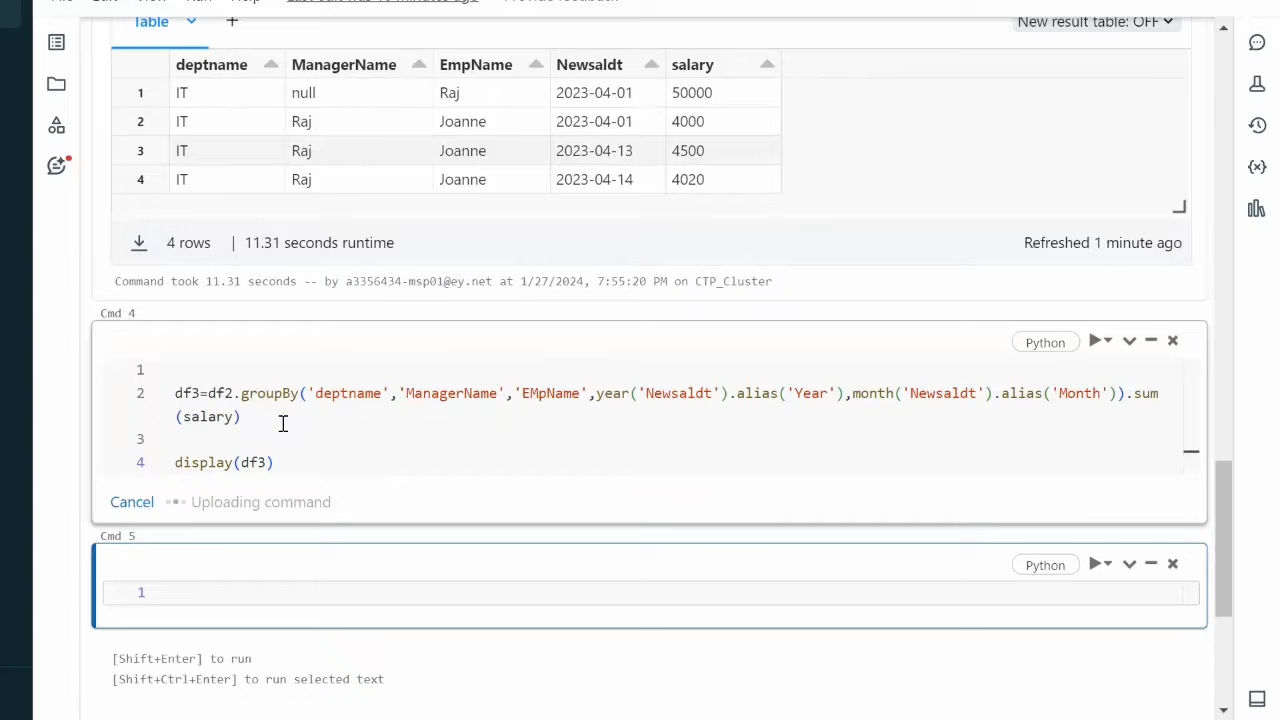 Table +
New result table: OFF
deptname ManagerName EmpName Newsaldt salary
1 IT null Raj 2023-04-01 50000
2 IT Raj Joanne 2023-04-01 4000
3 IT Raj Joanne 2023-04-13 4500
4 IT Raj Joanne 2023-04-14 4020
4 rows | 11.31 seconds runtime
Refreshed 1 minute ago
Command took 11.31 seconds -- by a3356434-msp01@ey.net at 1/27/2024, 7:55:20 PM on CTP_Cluster
Cmd 4
Python
1
2 df3=df2.groupBy('deptname','ManagerName','EMpName',year('Newsaldt').alias('Year'),month('Newsaldt').alias('Month')).sum
(salary)
3
4 display(df3)
Cancel Uploading command
Cmd 5
Python
1
[Shift+Enter] to run
[Shift+Ctrl+Enter] to run selected text